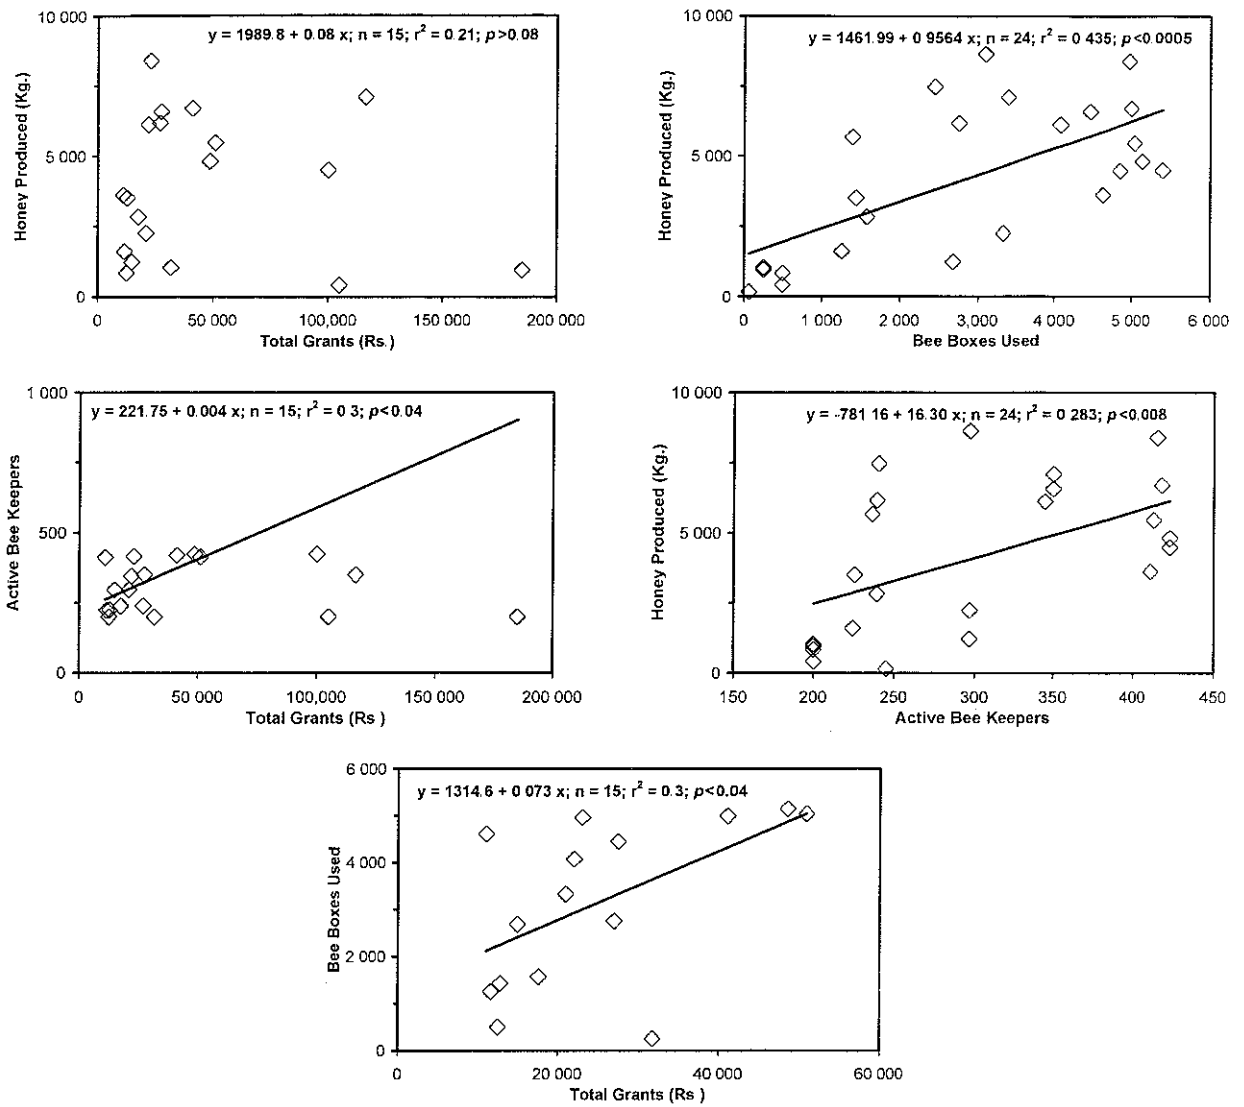 y = 1989.8 + 0.08 x; n = 15; r² = 0.21; p>0.08
10 000
5 000
0
Honey Produced (Kg.)
0 50 000 100,000 150 000 200 000
Total Grants (Rs.)
y = 1461.99 + 0 9564 x; n = 24; r² = 0 435; p<0.0005
10 000
5 000
0
Honey Produced (Kg.)
0 1 000 2 000 3,000 4 000 5 000 6 000
Bee Boxes Used
y = 221.75 + 0.004 x; n = 15; r² = 0 3; p<0.04
1 000
500
0
Active Bee Keepers
0 50 000 100,000 150 000 200 000
Total Grants (Rs )
y = -781 16 + 16.30 x; n = 24; r² = 0 283; p<0.008
10 000
5 000
0
Honey Produced (Kg.)
150 200 250 300 350 400 450
Active Bee Keepers
y = 1314.6 + 0 073 x; n = 15; r² = 0.3; p<0.04
6 000
4 000
2 000
0
Bee Boxes Used
0 20 000 40 000 60 000
Total Grants (Rs )